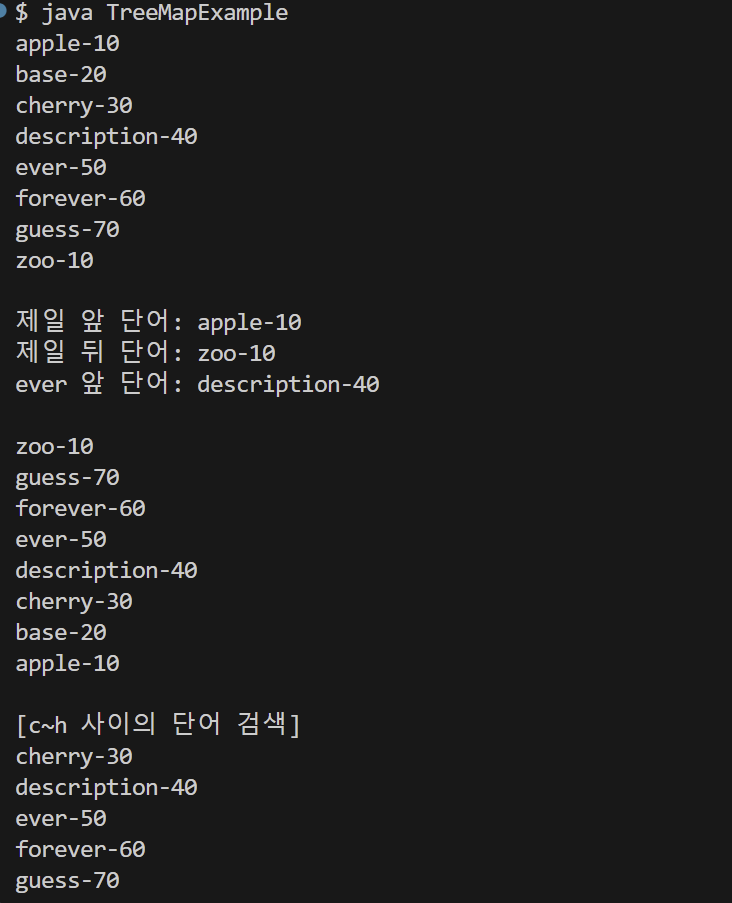 $ java TreeMapExample
apple-10
base-20
cherry-30
description-40
ever-50
forever-60
guess-70
zoo-10
제일 앞 단어: apple-10
제일 뒤 단어: zoo-10
ever 앞 단어: description-40
zoo-10
guess-70
forever-60
ever-50
description-40
cherry-30
base-20
apple-10
[c~h 사이의 단어 검색]
cherry-30
description-40
ever-50
forever-60
guess-70